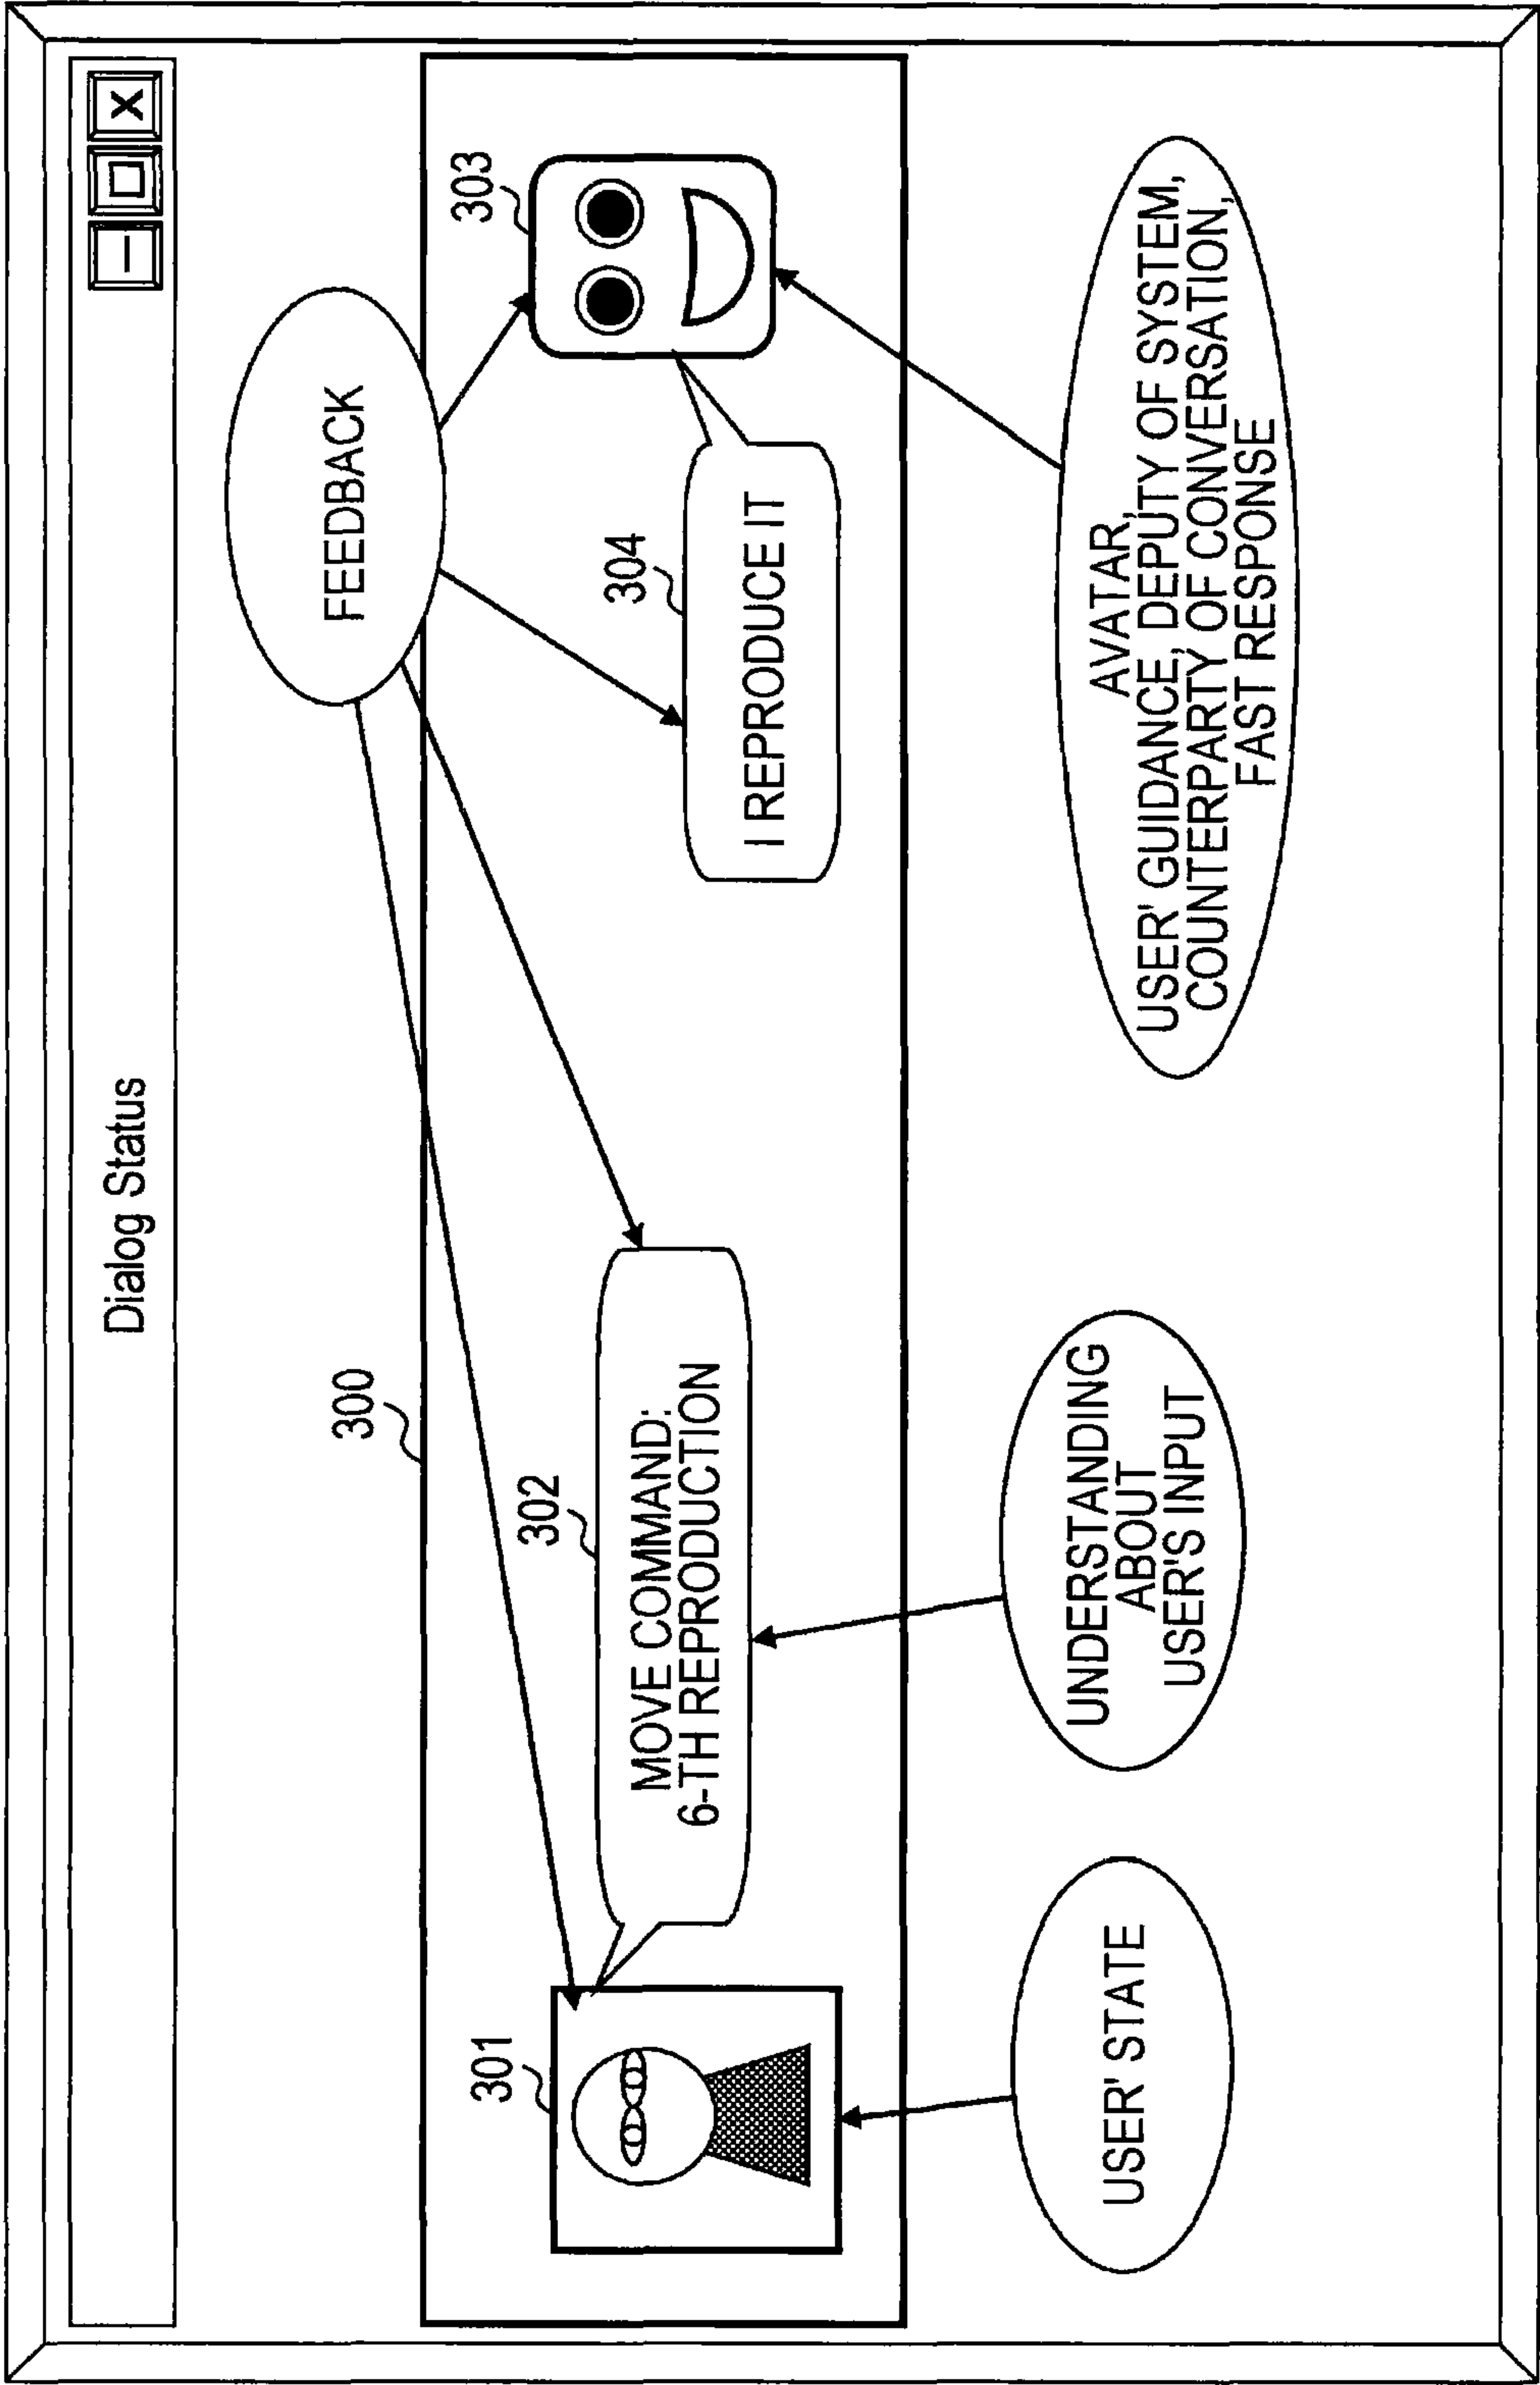 Dialog Status
FEEDBACK
300
301
302
303
304
MOVE COMMAND:
6-TH REPRODUCTION
I REPRODUCE IT
USER' STATE
UNDERSTANDING
ABOUT
USER'S INPUT
AVATAR,
USER' GUIDANCE, DEPUTY OF SYSTEM,
COUNTERPARTY OF CONVERSATION,
FAST RESPONSE